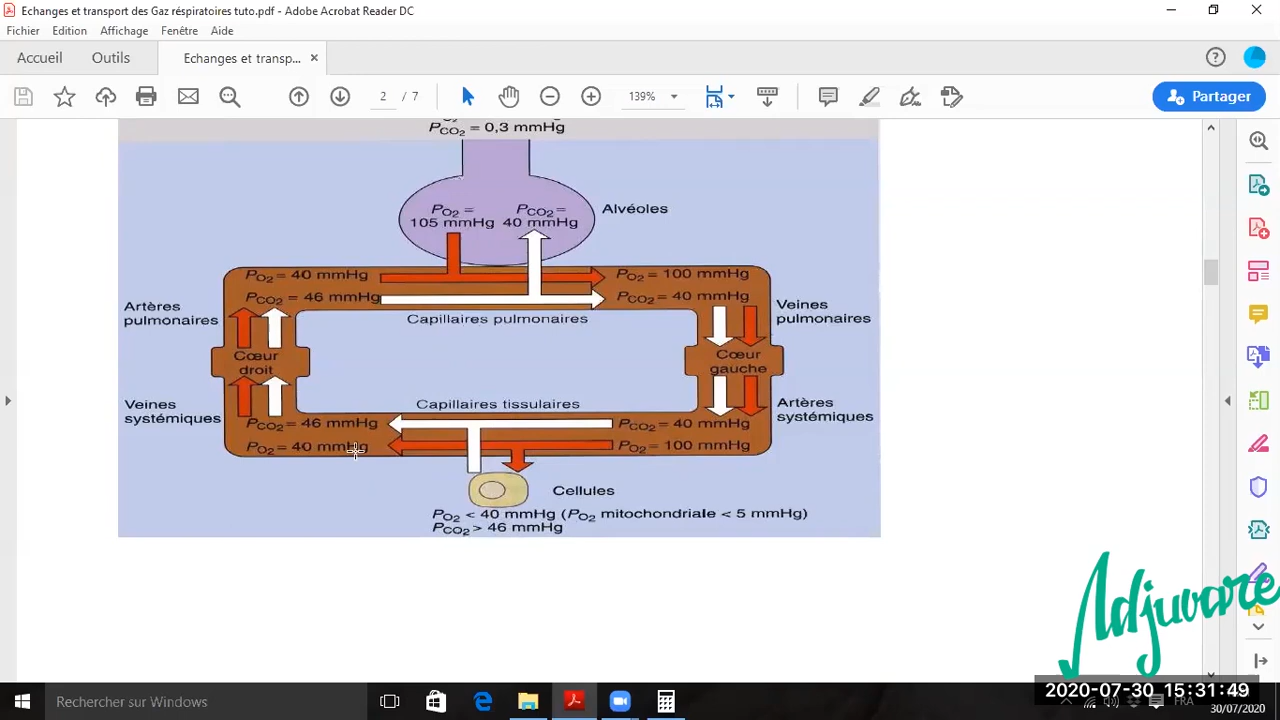 Echanges et transport des Gaz réspiratoires tuto.pdf - Adobe Acrobat Reader DC
Fichier Edition Affichage Fenêtre Aide
Accueil Outils Echanges et transp... ×
2 / 7 139% Partager
PCO2 = 0,3 mmHg
PO2 = 105 mmHg
PCO2= 40 mmHg
Alvéoles
PO2 = 40 mmHg
PO2 = 100 mmHg
PCO2 = 46 mmHg
PCO2 = 40 mmHg
Artères pulmonaires
Capillaires pulmonaires
Veines pulmonaires
Cœur droit
Cœur gauche
Veines systémiques
Capillaires tissulaires
Artères systémiques
PCO2 = 46 mmHg
PCO2 = 40 mmHg
PO2 = 40 mmHg
PO2 = 100 mmHg
Cellules
PO2 < 40 mmHg (PO2 mitochondriale < 5 mmHg)
PCO2 > 46 mmHg
Adjuware
2020-07-30 15:31:49
Rechercher sur Windows
FRA
30/07/2020